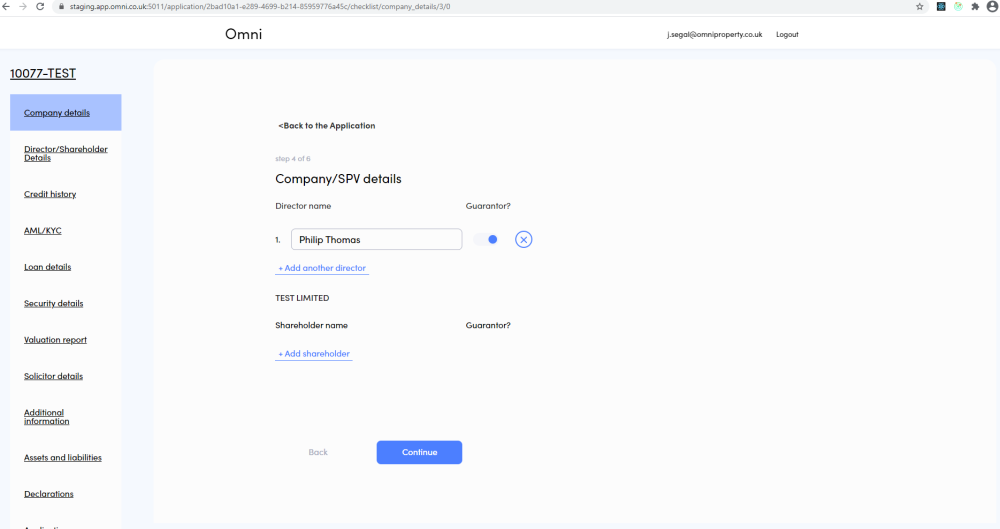 staging.app.omni.co.uk:5011/application/2bad10a1-e289-4699-b214-85959776a45c/checklist/company_details/3/0
Omni
j.segal@omniproperty.co.uk
Logout
10077-TEST
Company details
Director/Shareholder
Details
Credit history
AML/KYC
Loan details
Security details
Valuation report
Solicitor details
Additional
information
Assets and liabilities
Declarations
<Back to the Application
step 4 of 6
Company/SPV details
Director name
Guarantor?
1.
Philip Thomas
+ Add another director
TEST LIMITED
Shareholder name
Guarantor?
+ Add shareholder
Back
Continue